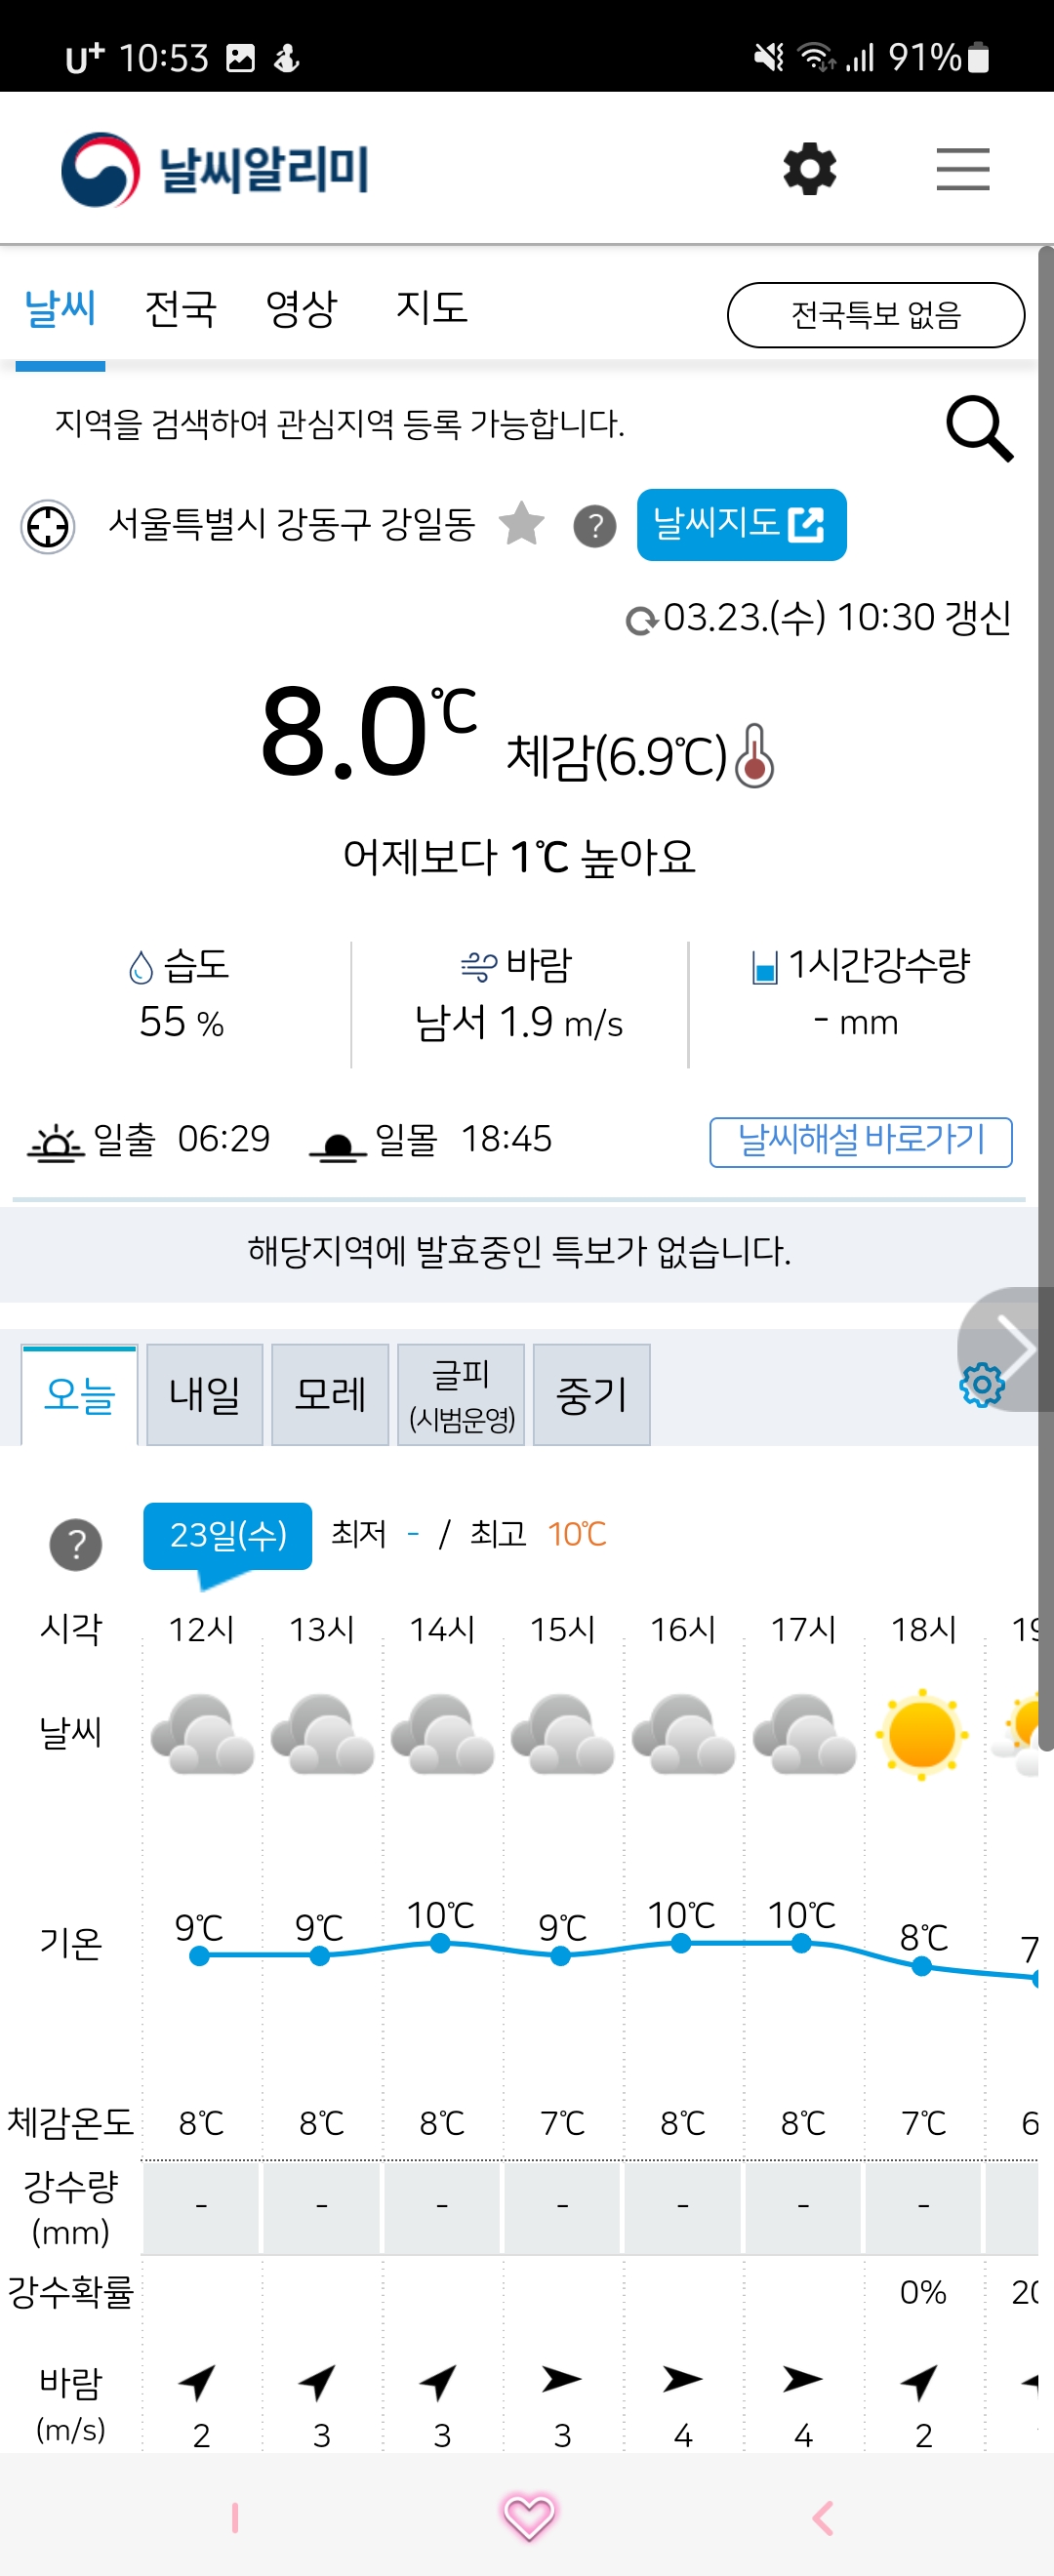 U+ 10:53 91%
날씨알리미
날씨 전국 영상 지도 전국특보 없음
지역을 검색하여 관심지역 등록 가능합니다.
서울특별시 강동구 강일동 ? 날씨지도
03.23.(수) 10:30 갱신
8.0℃ 체감(6.9℃)
어제보다 1℃ 높아요
습도 바람 1시간강수량
55 % 남서 1.9 m/s - mm
일출 06:29 일몰 18:45 날씨해설 바로가기
해당지역에 발효중인 특보가 없습니다.
오늘 내일 모레 글피 (시범운영) 중기
? 23일(수) 최저 - / 최고 10℃
시각 12시 13시 14시 15시 16시 17시 18시
날씨
기온 9℃ 9℃ 10℃ 9℃ 10℃ 10℃ 8℃ 7
체감온도 8℃ 8℃ 8℃ 7℃ 8℃ 8℃ 7℃ 6
강수량 - - - - - - -
(mm)
강수확률 0%
바람
(m/s) 2 3 3 3 4 4 2